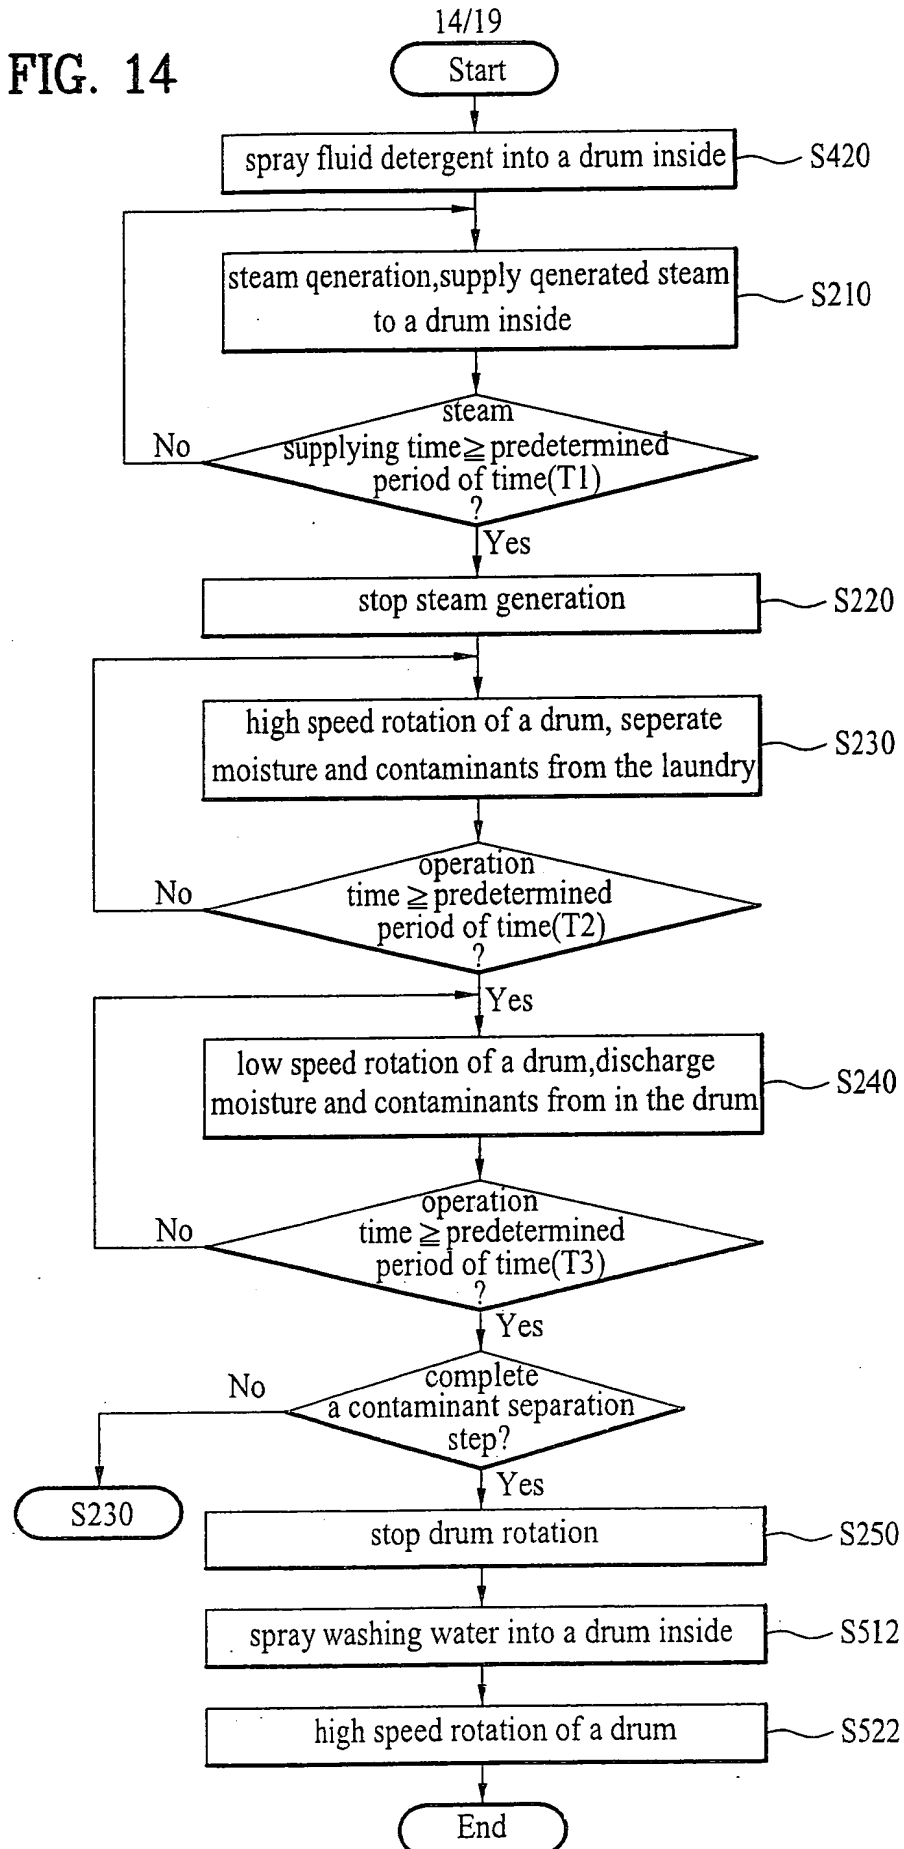 14/19
FIG. 14
Start
spray fluid detergent into a drum inside
S420
steam qeneration,supply qenerated steam
to a drum inside
S210
steam
supplying time≧predetermined
period of time(T1)
?
No
Yes
stop steam generation
S220
high speed rotation of a drum, seperate
moisture and contaminants from the laundry
S230
operation
time ≧predetermined
period of time(T2)
?
No
Yes
low speed rotation of a drum,discharge
moisture and contaminants from in the drum
S240
operation
time ≧predetermined
period of time(T3)
?
No
Yes
complete
a contaminant separation
step?
No
S230
Yes
stop drum rotation
S250
spray washing water into a drum inside
S512
high speed rotation of a drum
S522
End